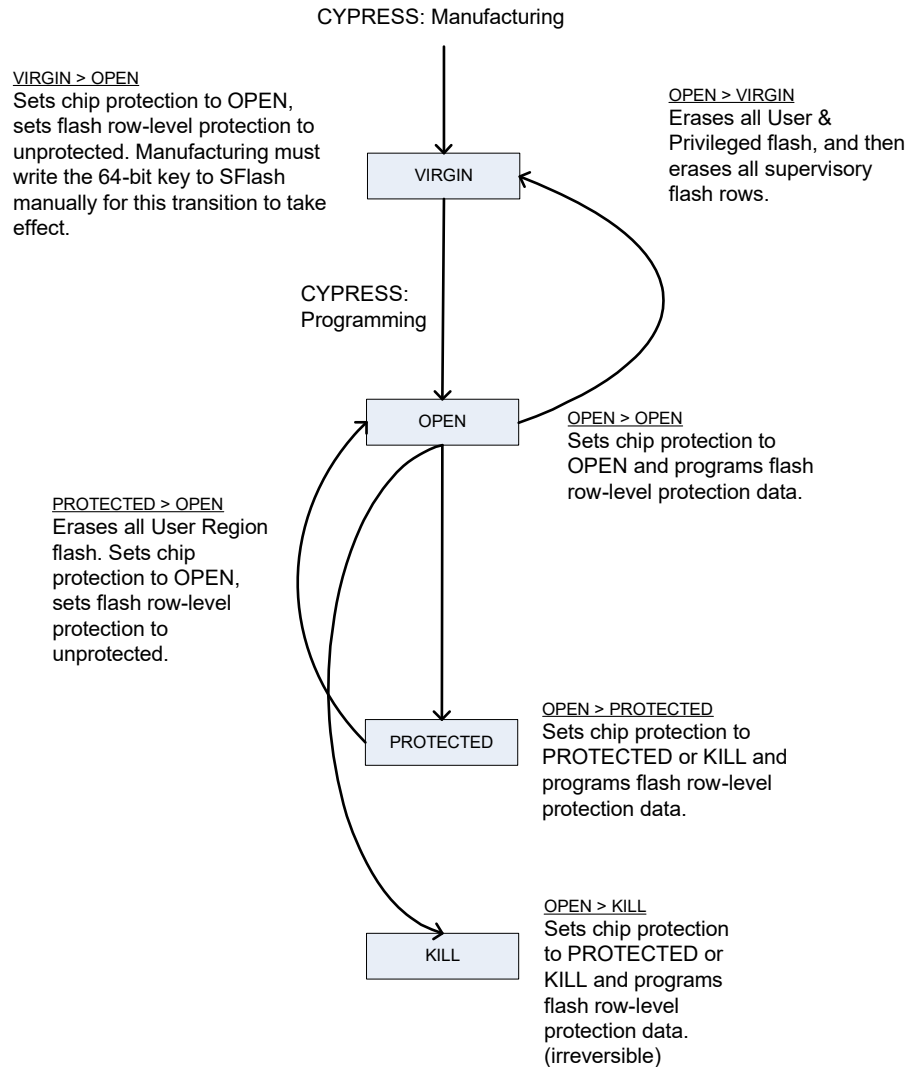 CYPRESS: Manufacturing
VIRGIN > OPEN
Sets chip protection to OPEN,
sets flash row-level protection to
unprotected. Manufacturing must
write the 64-bit key to SFlash
manually for this transition to take
effect.
OPEN > VIRGIN
Erases all User &
Privileged flash, and then
erases all supervisory
flash rows.
VIRGIN
CYPRESS:
Programming
OPEN
OPEN > OPEN
Sets chip protection to
OPEN and programs flash
row-level protection data.
PROTECTED > OPEN
Erases all User Region
flash. Sets chip
protection to OPEN,
sets flash row-level
protection to
unprotected.
PROTECTED
OPEN > PROTECTED
Sets chip protection to
PROTECTED or KILL and
programs flash row-level
protection data.
KILL
OPEN > KILL
Sets chip protection
to PROTECTED or
KILL and programs
flash row-level
protection data.
(irreversible)